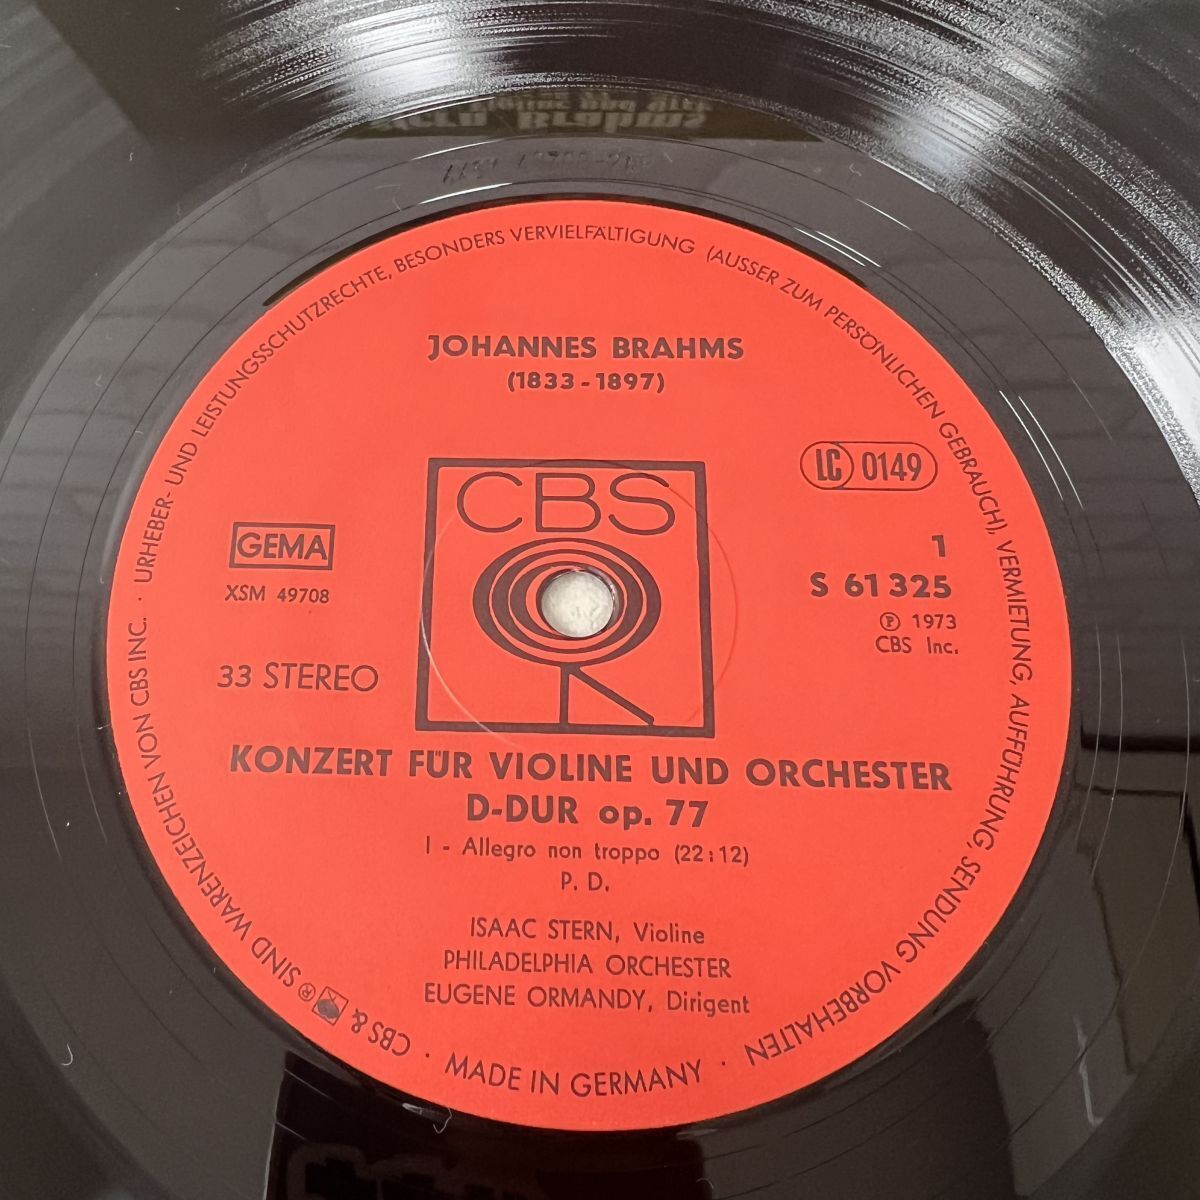 JOHANNES BRAHMS
(1833-1897)
CBS
LC 0149
GEMA
XSM 49708
33 STEREO
1
S 61 325
℗ 1973
CBS Inc.
KONZERT FÜR VIOLINE UND ORCHESTER
D-DUR op. 77
I - Allegro non troppo (22:12)
P. D.
ISAAC STERN, Violine
PHILADELPHIA ORCHESTER
EUGENE ORMANDY, Dirigent
CBS & ® SIND WARENZEICHEN VON CBS INC. · URHEBER- UND LEISTUNGSSCHUTZRECHTE, BESONDERS VERVIELFÄLTIGUNG (AUSSER ZUM PERSÖNLICHEN GEBRAUCH), VERMIETUNG, AUFFÜHRUNG, SENDUNG VORBEHALTEN · MADE IN GERMANY ·
Brahms